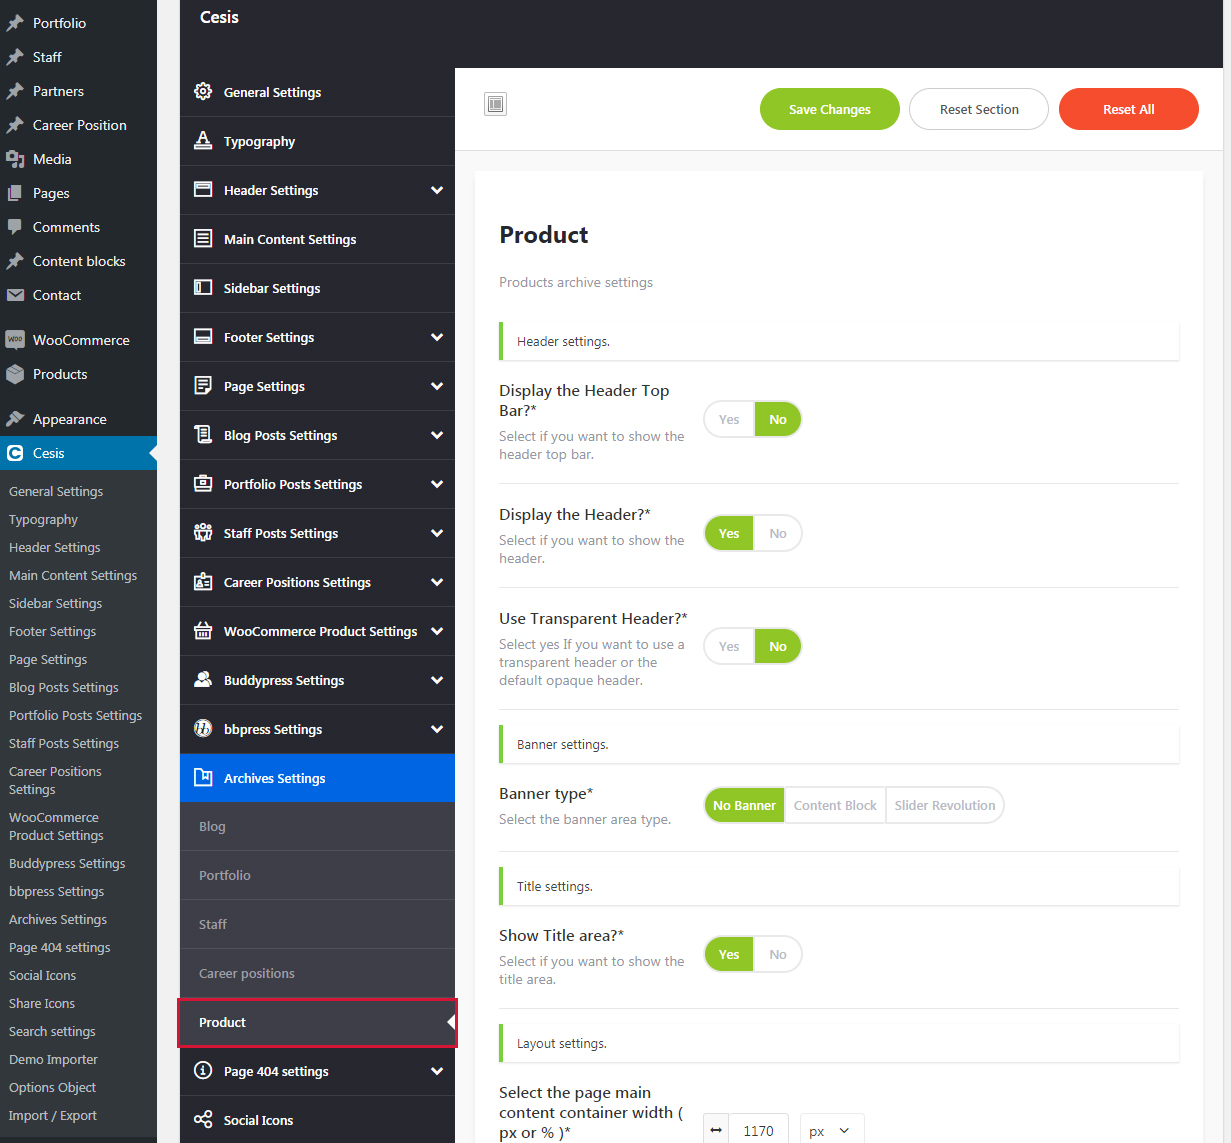 Portfolio
Staff
Partners
Career Position
Media
Pages
Comments
Content blocks
Contact
WOO
WooCommerce
Products
Appearance
C
Cesis
General Settings
Typography
Header Settings
Main Content Settings
Sidebar Settings
Footer Settings
Page Settings
Blog Posts Settings
Portfolio Posts Settings
Staff Posts Settings
Career Positions
Settings
WooCommerce
Product Settings
Buddypress Settings
bbpress Settings
Archives Settings
Page 404 settings
Social Icons
Share Icons
Search settings
Demo Importer
Options Object
Import / Export
Cesis
General Settings
Typography
Header Settings
Main Content Settings
Sidebar Settings
Footer Settings
Page Settings
Blog Posts Settings
Portfolio Posts Settings
Staff Posts Settings
Career Positions Settings
WooCommerce Product Settings
Buddypress Settings
bb
bbpress Settings
Archives Settings
Blog
Portfolio
Staff
Career positions
Product
Page 404 settings
Social Icons
Save Changes
Reset Section
Reset All
Product
Products archive settings
Header settings.
Display the Header Top
Bar?*
Select if you want to show the
header top bar.
Yes
No
Display the Header?*
Select if you want to show the
header.
Yes
No
Use Transparent Header?*
Select yes If you want to use a
transparent header or the
default opaque header.
Yes
No
Banner settings.
Banner type*
Select the banner area type.
No Banner
Content Block
Slider Revolution
Title settings.
Show Title area?*
Select if you want to show the
title area.
Yes
No
Layout settings.
Select the page main
content container width (
px or % )*
1170
px